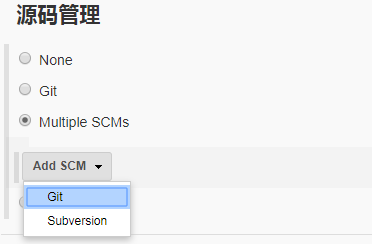 源码管理
None
Git
Multiple SCMs
Add SCM
Git
Subversion